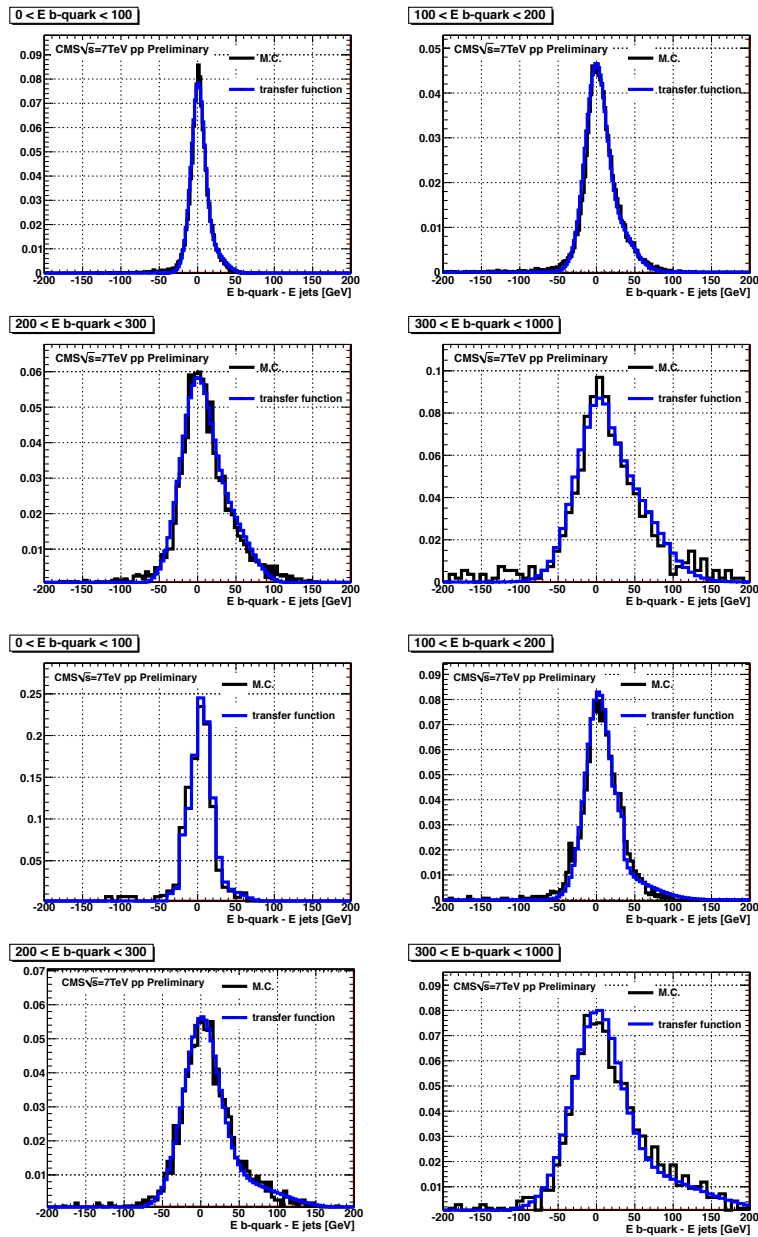 0 < E b-quark < 100
CMS√s=7TeV pp Preliminary
M.C.
transfer function
0.09
0.08
0.07
0.06
0.05
0.04
0.03
0.02
0.01
0
-200 -150 -100 -50 0 50 100 150 200
E b-quark - E jets [GeV]
100 < E b-quark < 200
CMS√s=7TeV pp Preliminary
M.C.
transfer function
0.05
0.04
0.03
0.02
0.01
0
-200 -150 -100 -50 0 50 100 150 200
E b-quark - E jets [GeV]
200 < E b-quark < 300
CMS√s=7TeV pp Preliminary
M.C.
transfer function
0.06
0.05
0.04
0.03
0.02
0.01
-200 -150 -100 -50 0 50 100 150 200
E b-quark - E jets [GeV]
300 < E b-quark < 1000
CMS√s=7TeV pp Preliminary
M.C.
transfer function
0.1
0.08
0.06
0.04
0.02
0
-200 -150 -100 -50 0 50 100 150 200
E b-quark - E jets [GeV]
0 < E b-quark < 100
CMS√s=7TeV pp Preliminary
M.C.
transfer function
0.25
0.2
0.15
0.1
0.05
-200 -150 -100 -50 0 50 100 150 200
E b-quark - E jets [GeV]
100 < E b-quark < 200
CMS√s=7TeV pp Preliminary
M.C.
transfer function
0.09
0.08
0.07
0.06
0.05
0.04
0.03
0.02
0.01
0
-200 -150 -100 -50 0 50 100 150 200
E b-quark - E jets [GeV]
200 < E b-quark < 300
CMS√s=7TeV pp Preliminary
M.C.
transfer function
0.07
0.06
0.05
0.04
0.03
0.02
0.01
-200 -150 -100 -50 0 50 100 150 200
E b-quark - E jets [GeV]
300 < E b-quark < 1000
CMS√s=7TeV pp Preliminary
M.C.
transfer function
0.09
0.08
0.07
0.06
0.05
0.04
0.03
0.02
0.01
-200 -150 -100 -50 0 50 100 150 200
E b-quark - E jets [GeV]